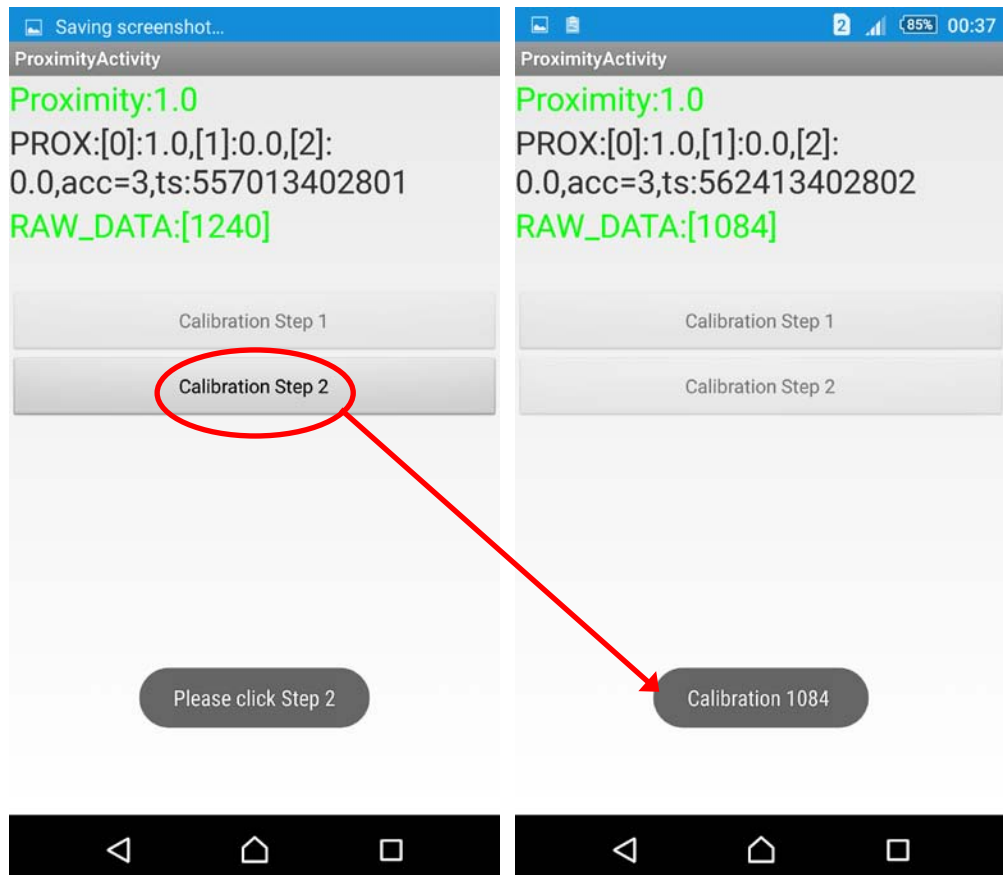 Saving screenshot...
ProximityActivity
Proximity:1.0
PROX:[0]:1.0,[1]:0.0,[2]:
0.0,acc=3,ts:557013402801
RAW_DATA:[1240]
Calibration Step 1
Calibration Step 2
Please click Step 2
2 85% 00:37
ProximityActivity
Proximity:1.0
PROX:[0]:1.0,[1]:0.0,[2]:
0.0,acc=3,ts:562413402802
RAW_DATA:[1084]
Calibration Step 1
Calibration Step 2
Calibration 1084